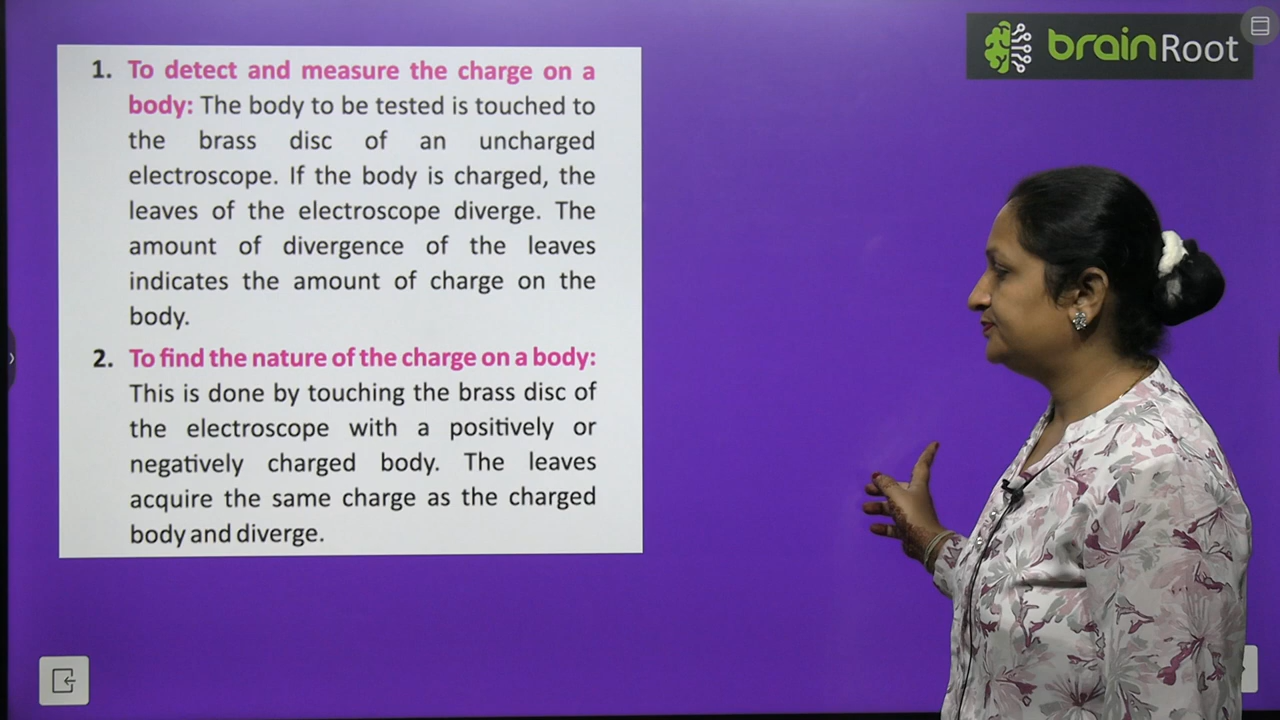 brainRoot
1. To detect and measure the charge on a
body: The body to be tested is touched to
the brass disc of an uncharged
electroscope. If the body is charged, the
leaves of the electroscope diverge. The
amount of divergence of the leaves
indicates the amount of charge on the
body.
2. To find the nature of the charge on a body:
This is done by touching the brass disc of
the electroscope with a positively or
negatively charged body. The leaves
acquire the same charge as the charged
body and diverge.